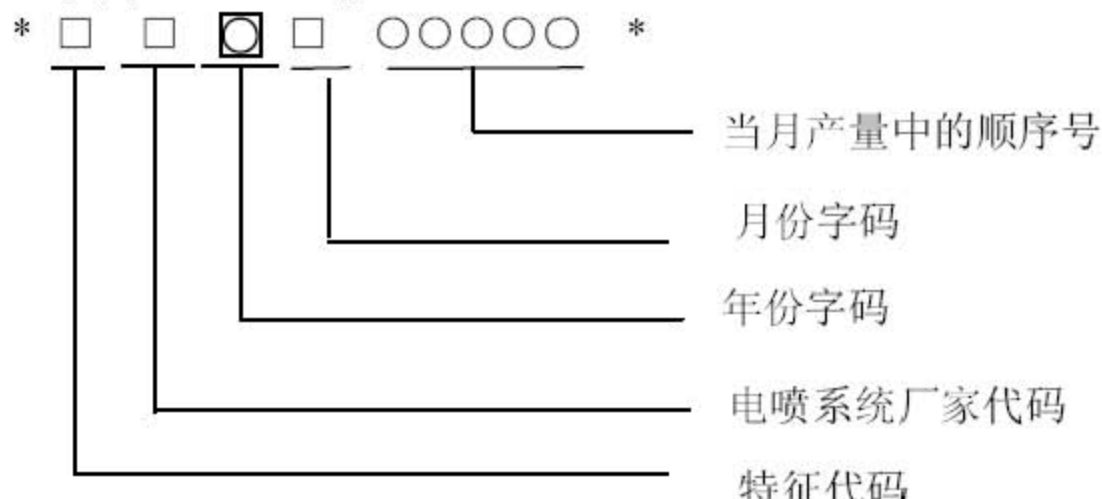 * □ □ ◯ □ ○○○○○ *
当月产量中的顺序号
月份字码
年份字码
电喷系统厂家代码
特征代码